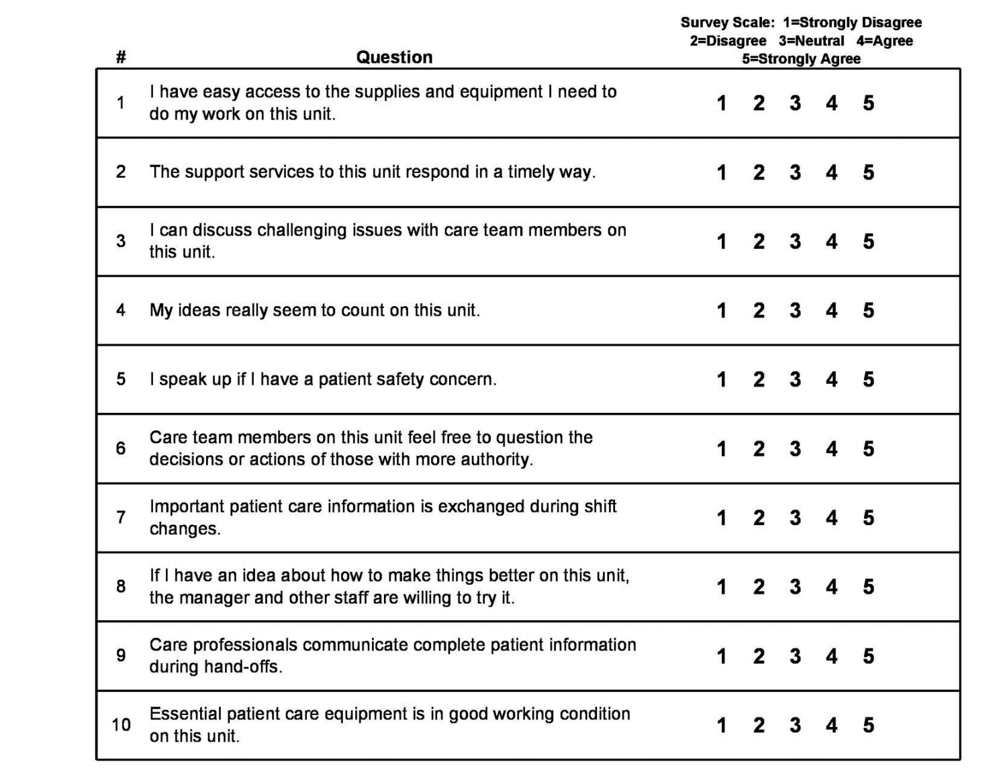 Survey Scale: 1=Strongly Disagree
2=Disagree 3=Neutral 4=Agree
5=Strongly Agree
# Question
1 I have easy access to the supplies and equipment I need to
do my work on this unit. 1 2 3 4 5
2 The support services to this unit respond in a timely way. 1 2 3 4 5
3 I can discuss challenging issues with care team members on
this unit. 1 2 3 4 5
4 My ideas really seem to count on this unit. 1 2 3 4 5
5 I speak up if I have a patient safety concern. 1 2 3 4 5
6 Care team members on this unit feel free to question the
decisions or actions of those with more authority. 1 2 3 4 5
7 Important patient care information is exchanged during shift
changes. 1 2 3 4 5
8 If I have an idea about how to make things better on this unit,
the manager and other staff are willing to try it. 1 2 3 4 5
9 Care professionals communicate complete patient information
during hand-offs. 1 2 3 4 5
10 Essential patient care equipment is in good working condition
on this unit. 1 2 3 4 5